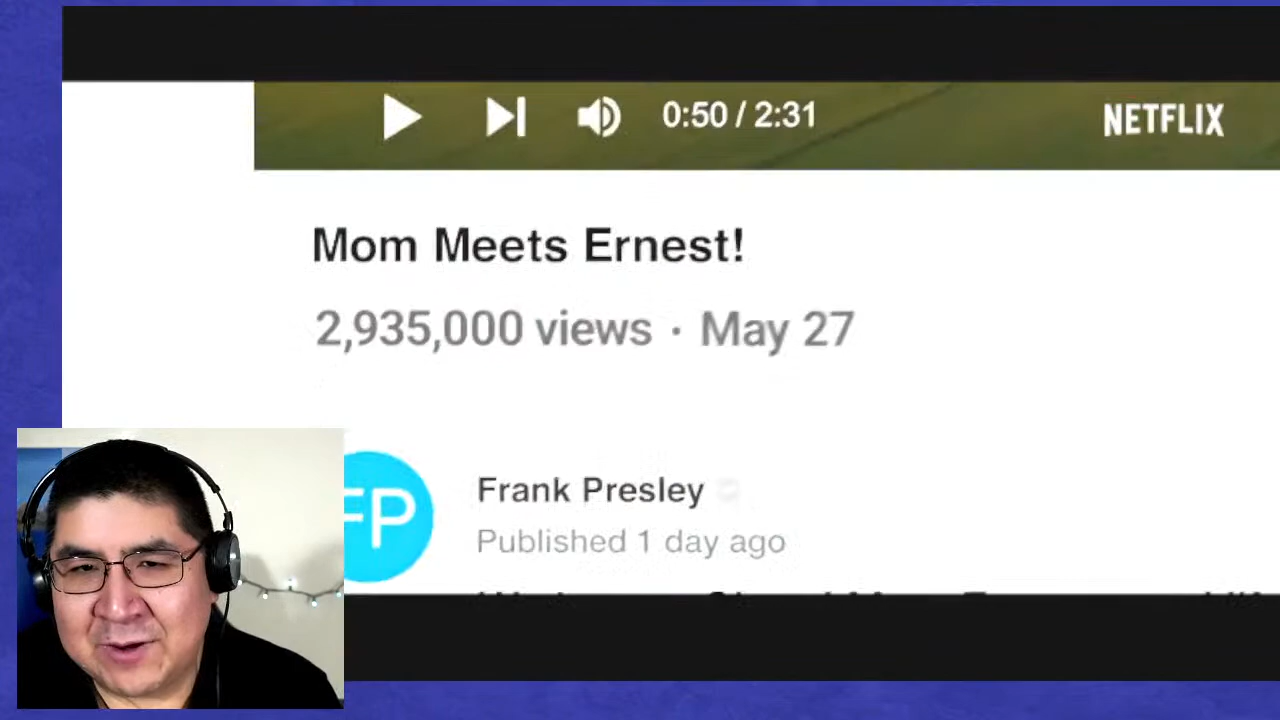 0:50 / 2:31
NETFLIX
Mom Meets Ernest!
2,935,000 views · May 27
FP
Frank Presley
Published 1 day ago